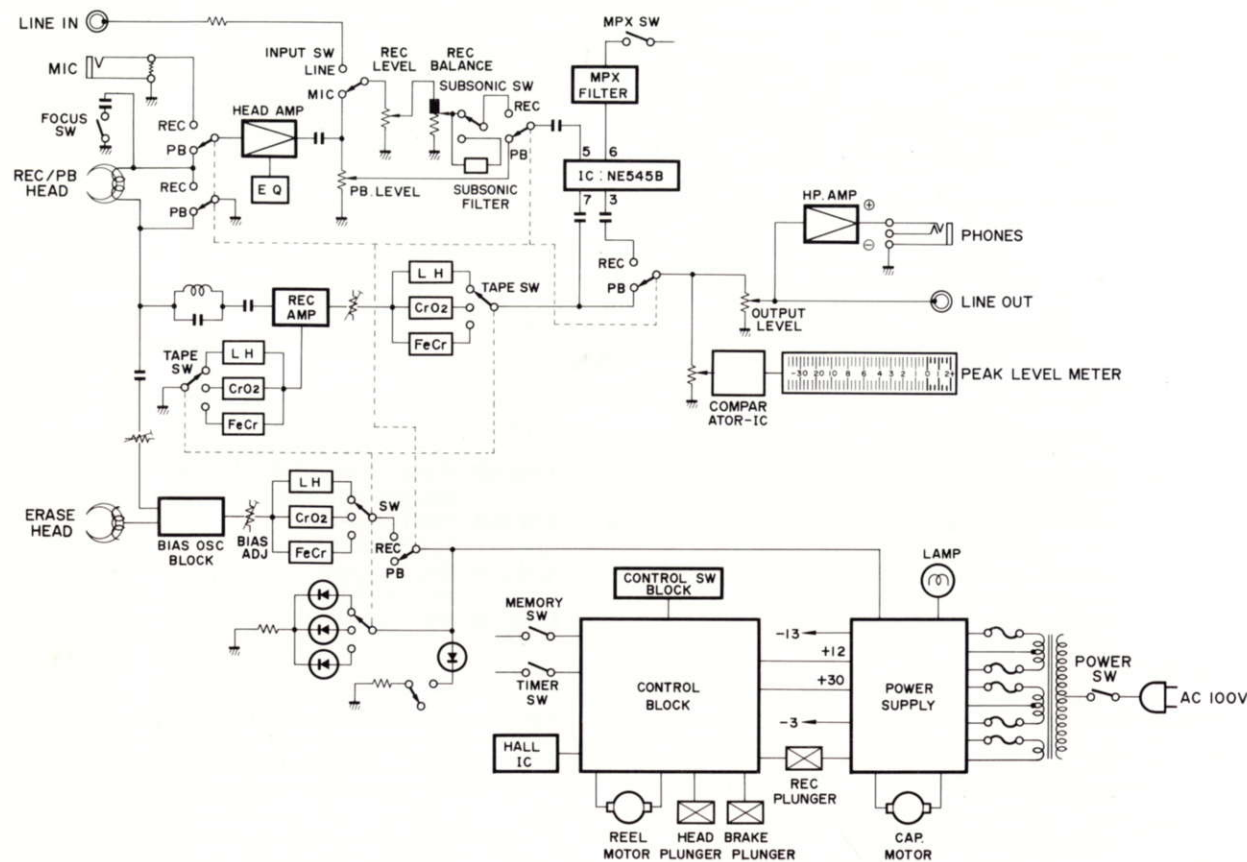 LINE IN
MIC
FOCUS
SW
REC/PB
HEAD
REC
PB
REC
PB
HEAD AMP
EQ
INPUT SW
LINE
MIC
REC
LEVEL
REC
BALANCE
SUBSONIC SW
REC
PB
SUBSONIC
FILTER
PB. LEVEL
MPX SW
MPX
FILTER
5 6
IC : NE545B
7 3
REC
PB
HP. AMP
⊕
⊖
PHONES
LINE OUT
OUTPUT
LEVEL
COMPAR
ATOR-IC
-30 20 10 8 6 4 3 2 1 0 1 2+
PEAK LEVEL METER
REC
AMP
LH
CrO2
FeCr
TAPE SW
TAPE
SW
LH
CrO2
FeCr
ERASE
HEAD
BIAS OSC
BLOCK
BIAS
ADJ
LH
CrO2
FeCr
SW
REC
PB
MEMORY
SW
TIMER
SW
HALL
IC
CONTROL SW
BLOCK
CONTROL
BLOCK
-13
+12
+30
-3
REC
PLUNGER
REEL
MOTOR
HEAD
PLUNGER
BRAKE
PLUNGER
LAMP
POWER
SUPPLY
CAP.
MOTOR
POWER
SW
AC 100V